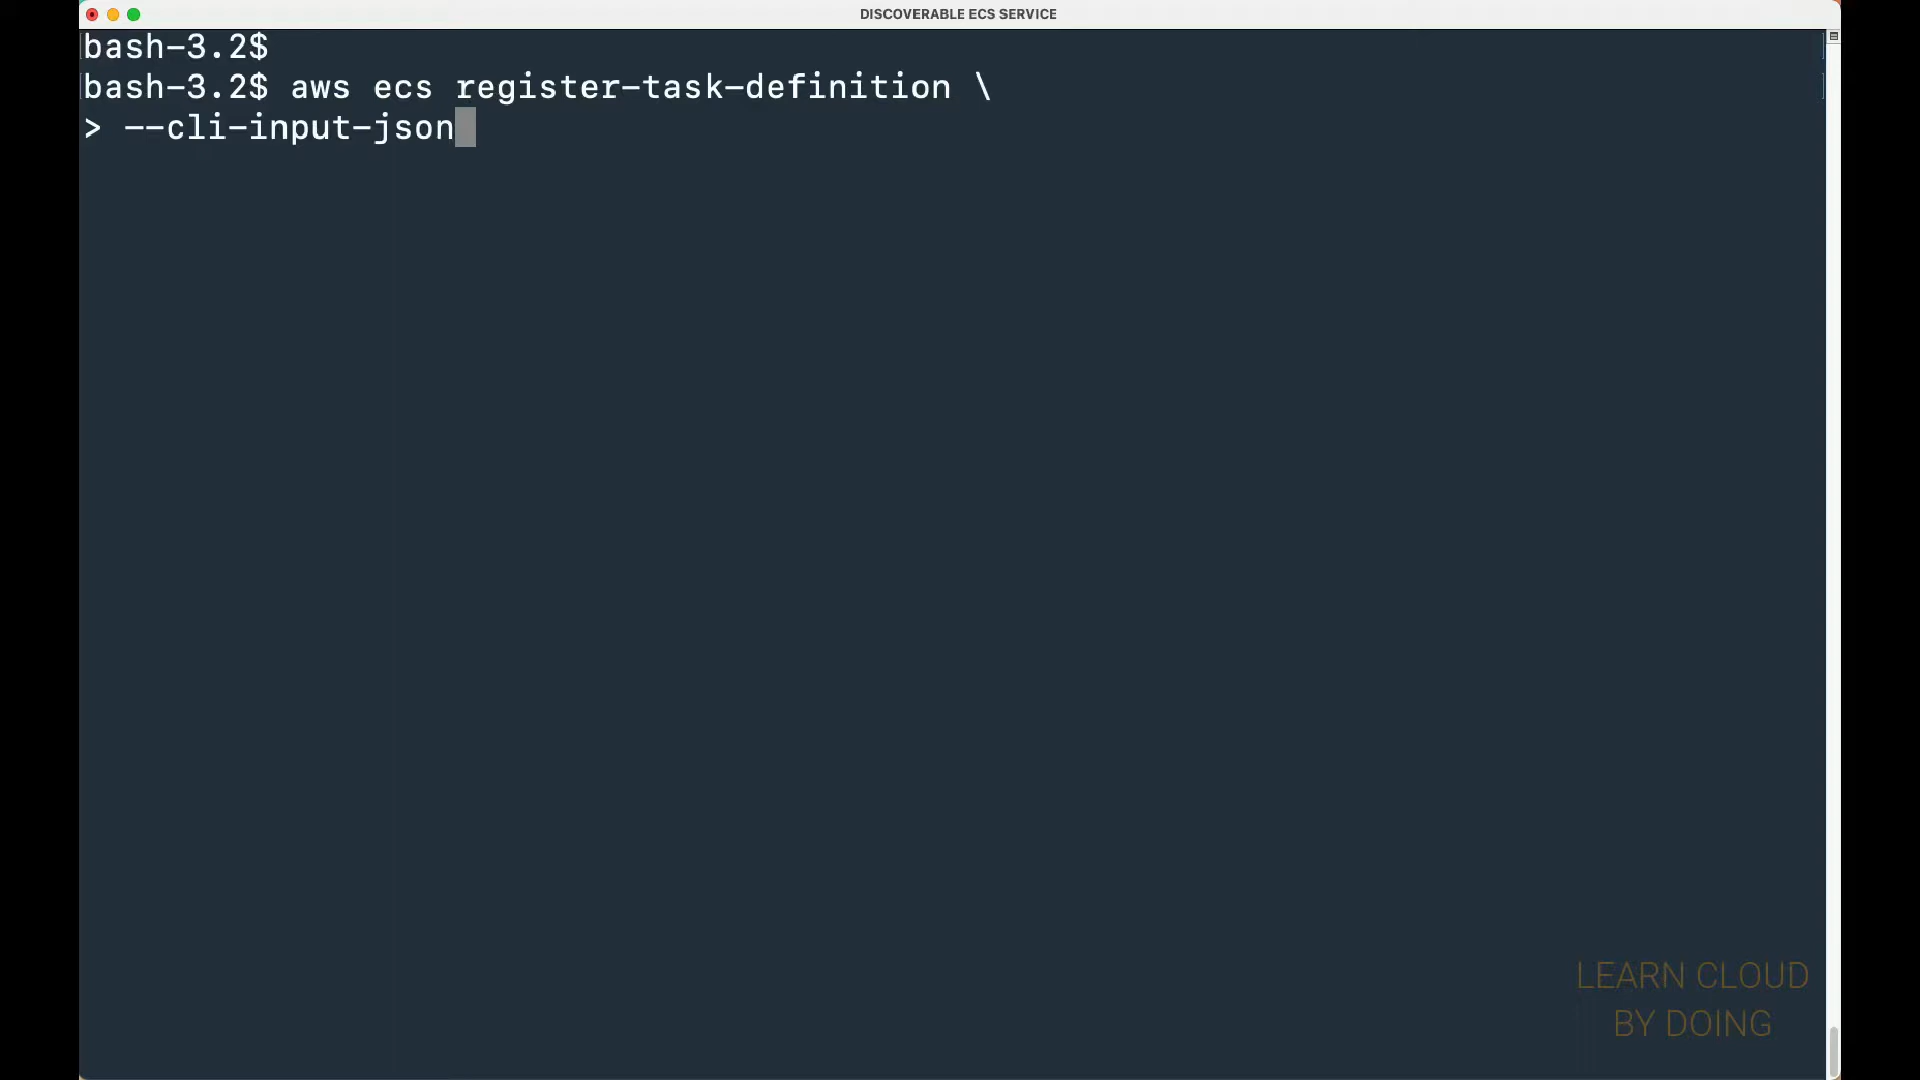 DISCOVERABLE ECS SERVICE
bash-3.2$
bash-3.2$ aws ecs register-task-definition \
> --cli-input-json
LEARN CLOUD
BY DOING